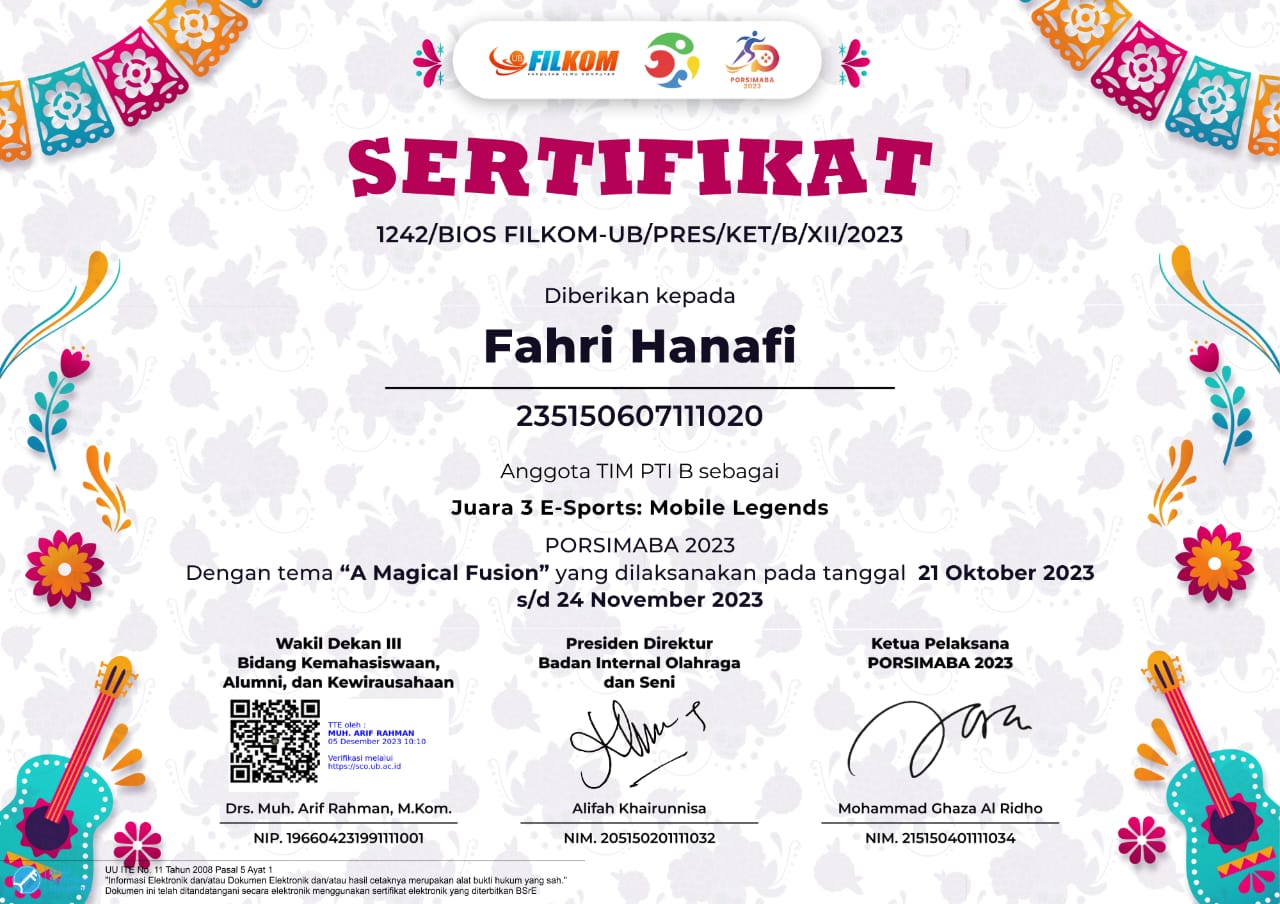 UB FILKOM
FAKULTAS ILMU KOMPUTER
PORSIMABA
2023
SERTIFIKAT
1242/BIOS FILKOM-UB/PRES/KET/B/XII/2023
Diberikan kepada
Fahri Hanafi
235150607111020
Anggota TIM PTI B sebagai
Juara 3 E-Sports: Mobile Legends
PORSIMABA 2023
Dengan tema “A Magical Fusion” yang dilaksanakan pada tanggal 21 Oktober 2023
s/d 24 November 2023
Wakil Dekan III
Bidang Kemahasiswaan,
Alumni, dan Kewirausahaan
TTE oleh :
MUH. ARIF RAHMAN
05 Desember 2023 10:10
Verifikasi melalui
https://sco.ub.ac.id
Drs. Muh. Arif Rahman, M.Kom.
NIP. 196604231991111001
Presiden Direktur
Badan Internal Olahraga
dan Seni
Alifah Khairunnisa
NIM. 205150201111032
Ketua Pelaksana
PORSIMABA 2023
Mohammad Ghaza Al Ridho
NIM. 215150401111034
UU ITE No. 11 Tahun 2008 Pasal 5 Ayat 1
"Informasi Elektronik dan/atau Dokumen Elektronik dan/atau hasil cetaknya merupakan alat bukti hukum yang sah."
Dokumen ini telah ditandatangani secara elektronik menggunakan sertifikat elektronik yang diterbitkan BSrE